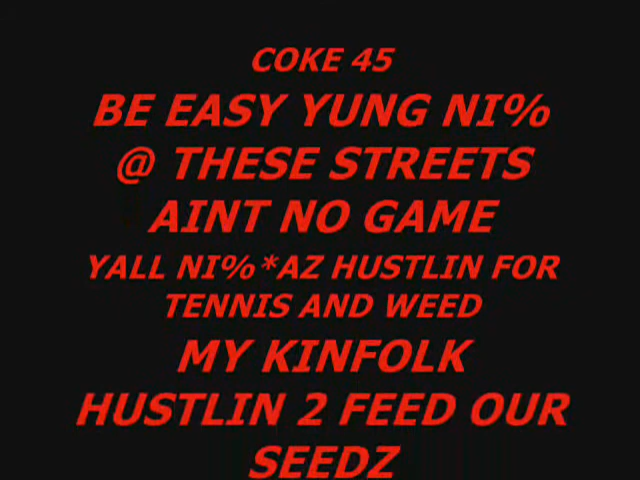 COKE 45
BE EASY YUNG NI%
@ THESE STREETS
AINT NO GAME
YALL NI%*AZ HUSTLIN FOR
TENNIS AND WEED
MY KINFOLK
HUSTLIN 2 FEED OUR
SEEDZ